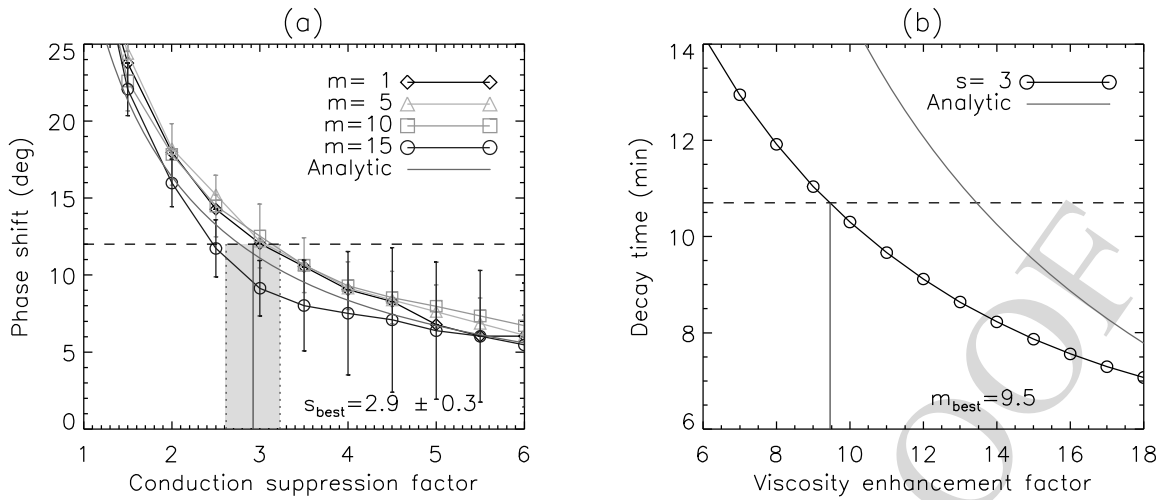 (a)
25
20
15
10
5
0
Phase shift (deg)
m= 1
m= 5
m=10
m=15
Analytic
s_best=2.9 ± 0.3
1 2 3 4 5 6
Conduction suppression factor
(b)
14
12
10
8
6
Decay time (min)
s= 3
Analytic
m_best=9.5
6 8 10 12 14 16 18
Viscosity enhancement factor
OOF